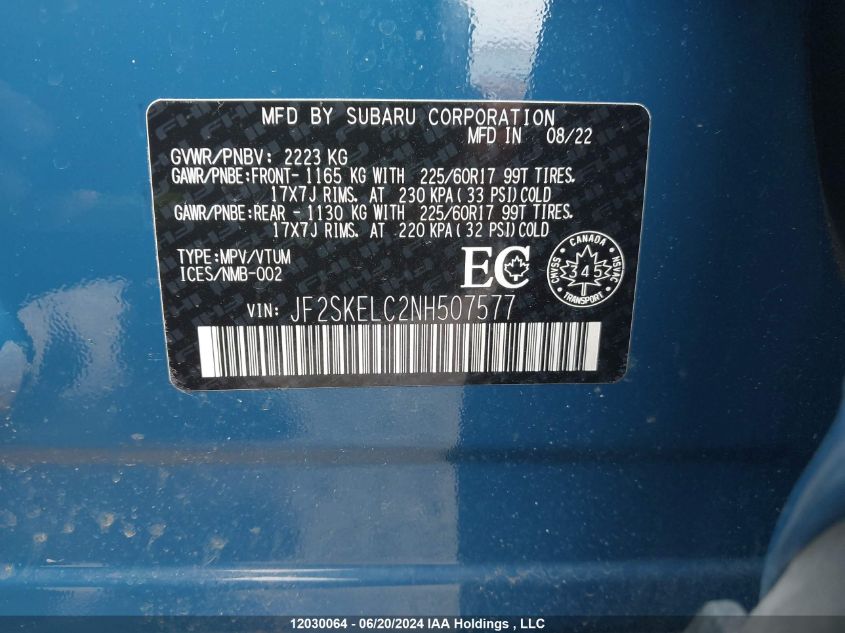 MFD BY SUBARU CORPORATION
MFD IN 08/22
GVWR/PNBV: 2223 KG
GAWR/PNBE:FRONT- 1165 KG WITH 225/60R17 99T TIRES.
17X7J RIMS. AT 230 KPA( 33 PSI)COLD
GAWR/PNBE:REAR - 1130 KG WITH 225/60R17 99T TIRES.
17X7J RIMS. AT 220 KPA( 32 PSI)COLD
TYPE:MPV/VTUM
ICES/NMB-002
EC
CANADA
CMVSS
345
NSVAC
TRANSPORT
VIN: JF2SKELC2NH507577
12030064 - 06/20/2024 IAA Holdings , LLC